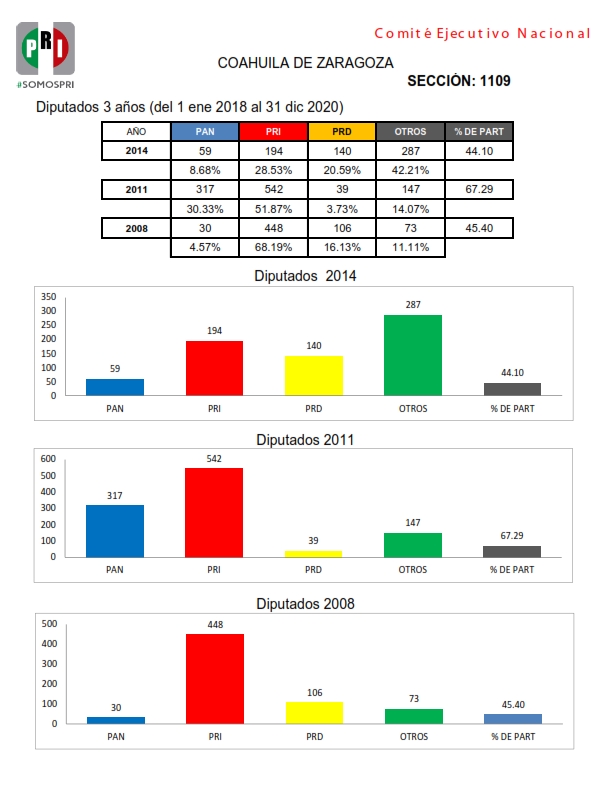 Comité Ejecutivo Nacional
PRI
#SOMOSPRI
COAHUILA DE ZARAGOZA
SECCIÓN: 1109
Diputados 3 años (del 1 ene 2018 al 31 dic 2020)
AÑO PAN PRI PRD OTROS % DE PART
2014 59 194 140 287 44.10
8.68% 28.53% 20.59% 42.21%
2011 317 542 39 147 67.29
30.33% 51.87% 3.73% 14.07%
2008 30 448 106 73 45.40
4.57% 68.19% 16.13% 11.11%
Diputados 2014
350
300
250
200
150
100
50
0
59 194 140 287 44.10
PAN PRI PRD OTROS % DE PART
Diputados 2011
600
500
400
300
200
100
0
317 542 39 147 67.29
PAN PRI PRD OTROS % DE PART
Diputados 2008
500
400
300
200
100
0
30 448 106 73 45.40
PAN PRI PRD OTROS % DE PART